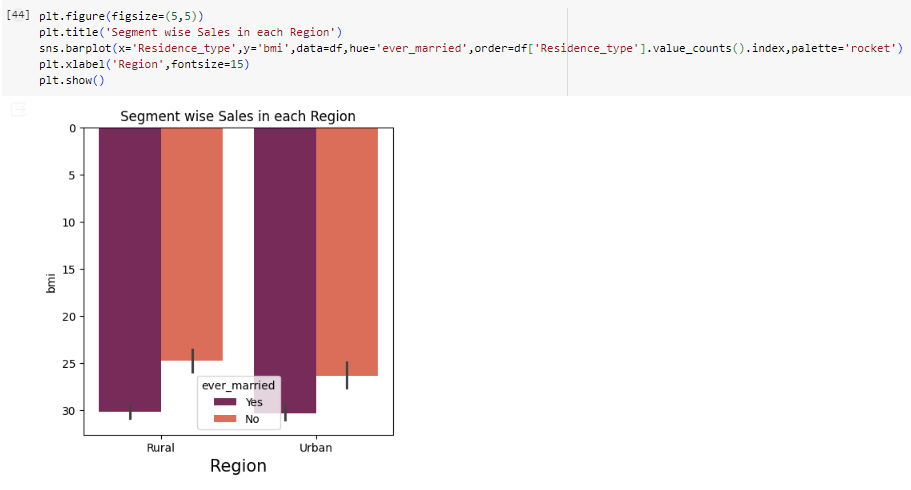 [44] plt.figure(figsize=(5,5))
plt.title('Segment wise Sales in each Region')
sns.barplot(x='Residence_type',y='bmi',data=df,hue='ever_married',order=df['Residence_type'].value_counts().index,palette='rocket')
plt.xlabel('Region',fontsize=15)
plt.show()
Segment wise Sales in each Region
0
5
10
15
20
25
30
bmi
ever_married
Yes
No
Rural Urban
Region